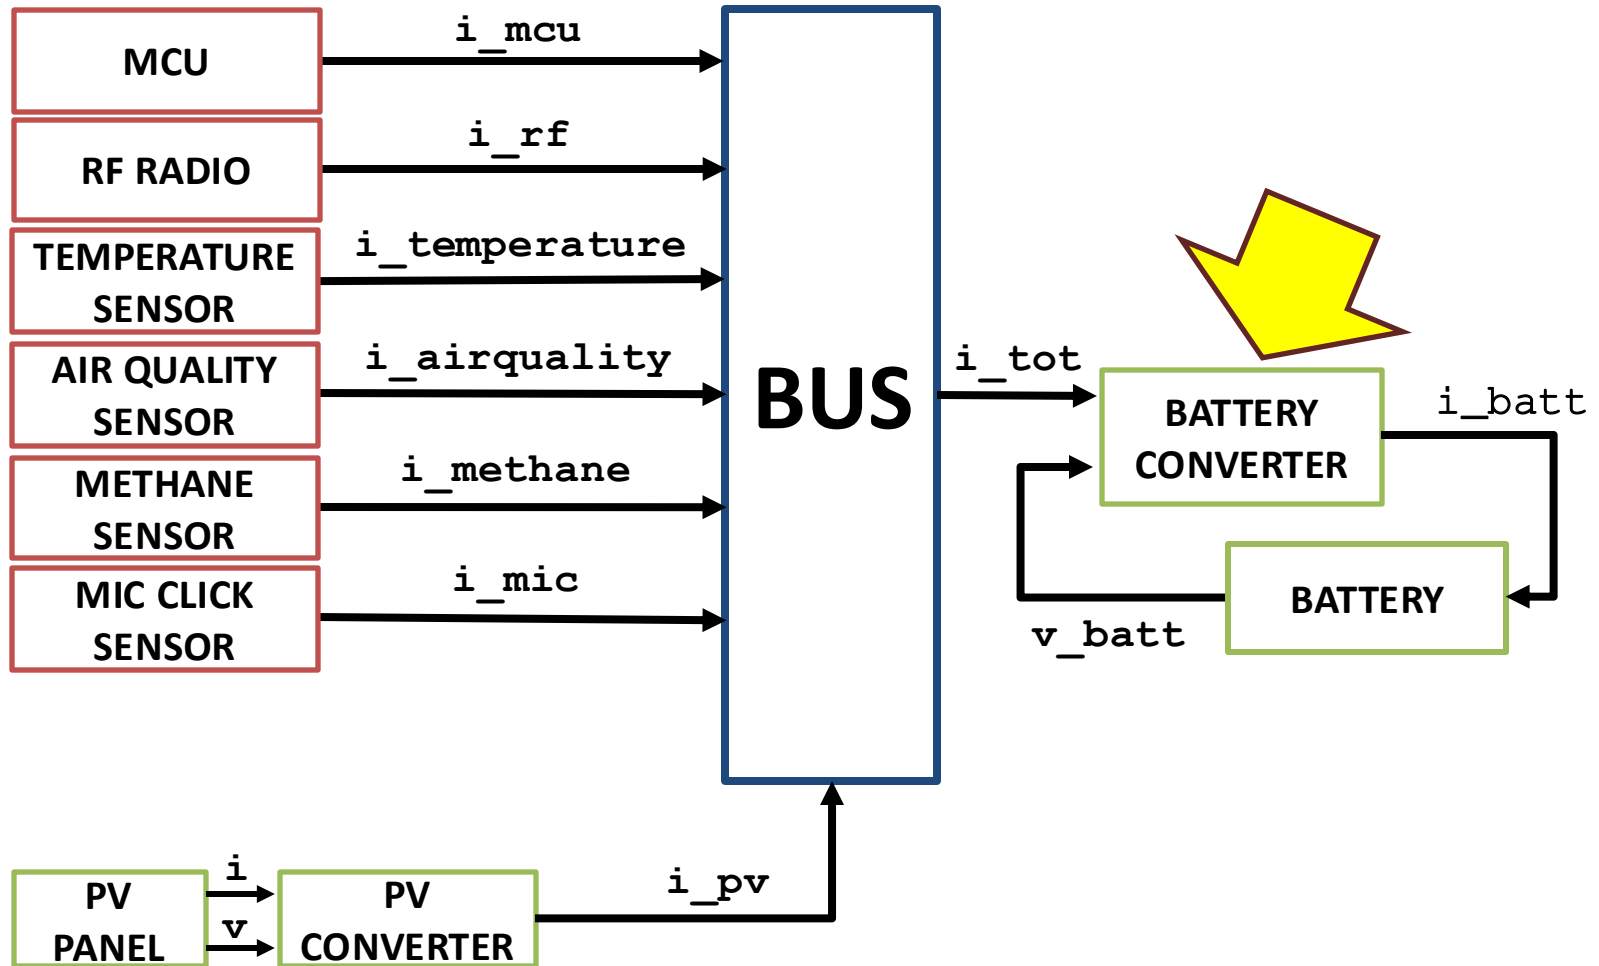 MCU
i_mcu
RF RADIO
i_rf
TEMPERATURE
SENSOR
i_temperature
AIR QUALITY
SENSOR
i_airquality
METHANE
SENSOR
i_methane
MIC CLICK
SENSOR
i_mic
BUS
i_tot
BATTERY
CONVERTER
i_batt
BATTERY
v_batt
PV
PANEL
i
v
PV
CONVERTER
i_pv